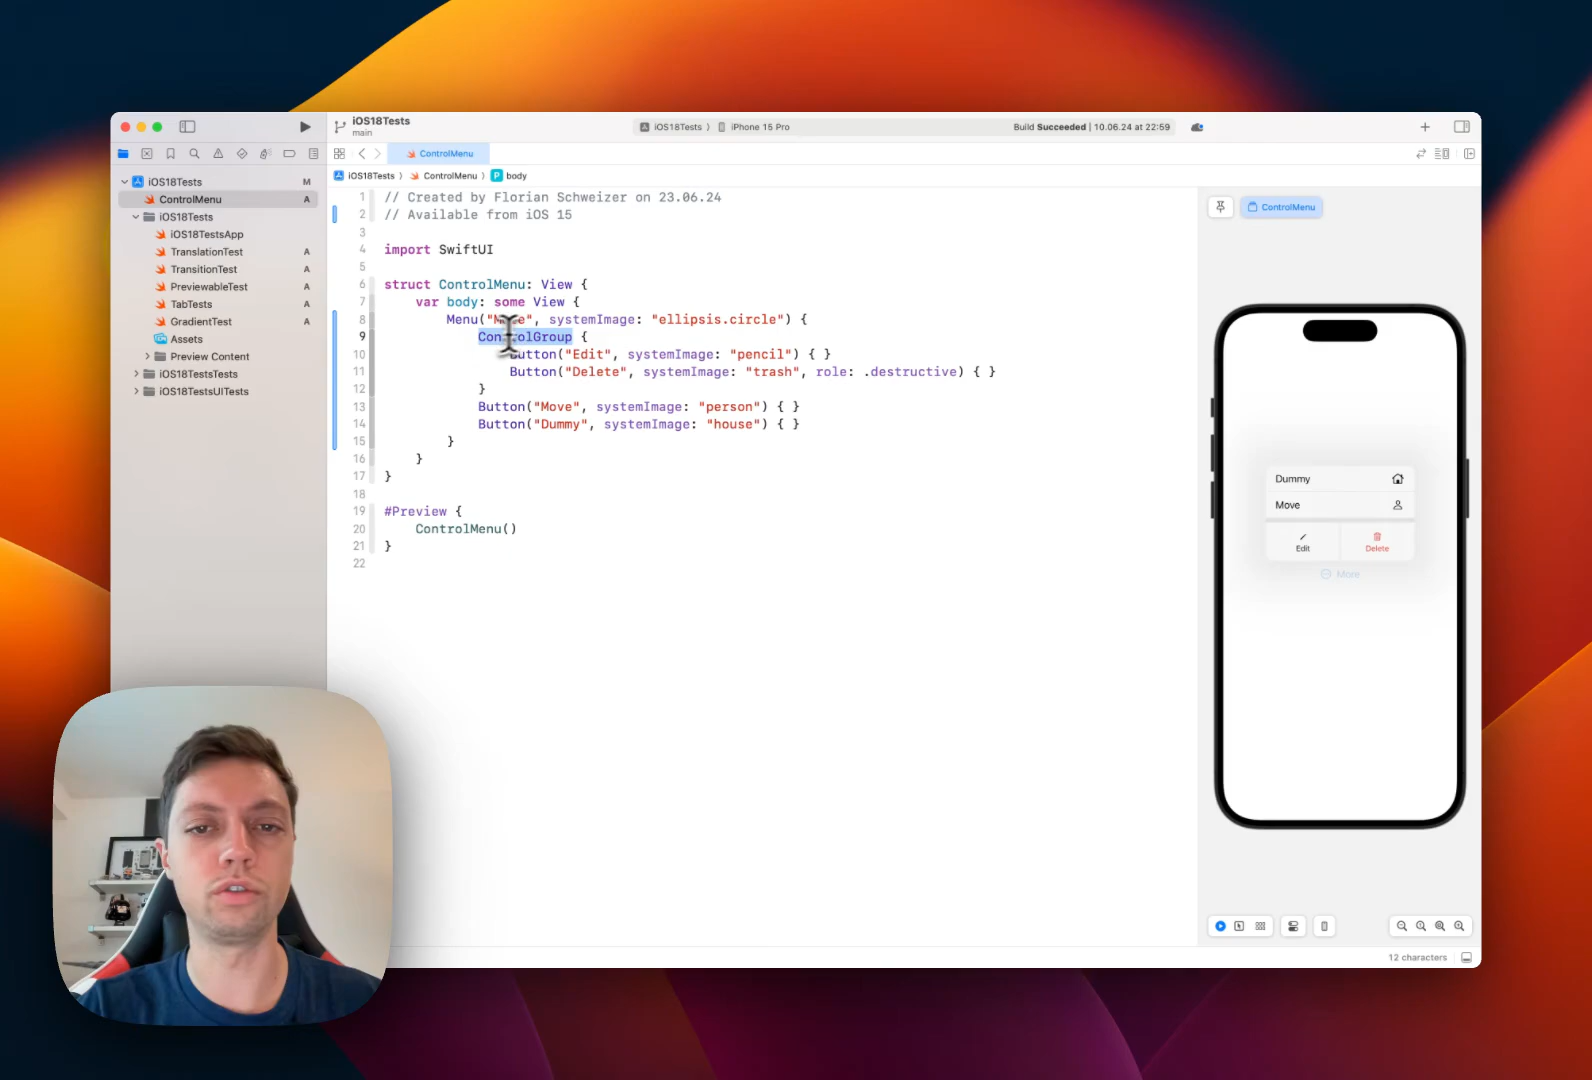 iOS18Tests
main
iOS18Tests
iPhone 15 Pro
Build Succeeded | 10.06.24 at 22:59
ControlMenu
iOS18Tests
ControlMenu
body
iOS18Tests M
ControlMenu A
iOS18Tests
iOS18TestsApp
TranslationTest A
TransitionTest A
PreviewableTest A
TabTests A
GradientTest A
Assets
Preview Content
iOS18TestsTests
iOS18TestsUITests
1 // Created by Florian Schweizer on 23.06.24
2 // Available from iOS 15
3
4 import SwiftUI
5
6 struct ControlMenu: View {
7 var body: some View {
8 Menu("More", systemImage: "ellipsis.circle") {
9 ControlGroup {
10 Button("Edit", systemImage: "pencil") { }
11 Button("Delete", systemImage: "trash", role: .destructive) { }
12 }
13 Button("Move", systemImage: "person") { }
14 Button("Dummy", systemImage: "house") { }
15 }
16 }
17 }
18
19 #Preview {
20 ControlMenu()
21 }
22
ControlMenu
Dummy
Move
Edit
Delete
More
12 characters